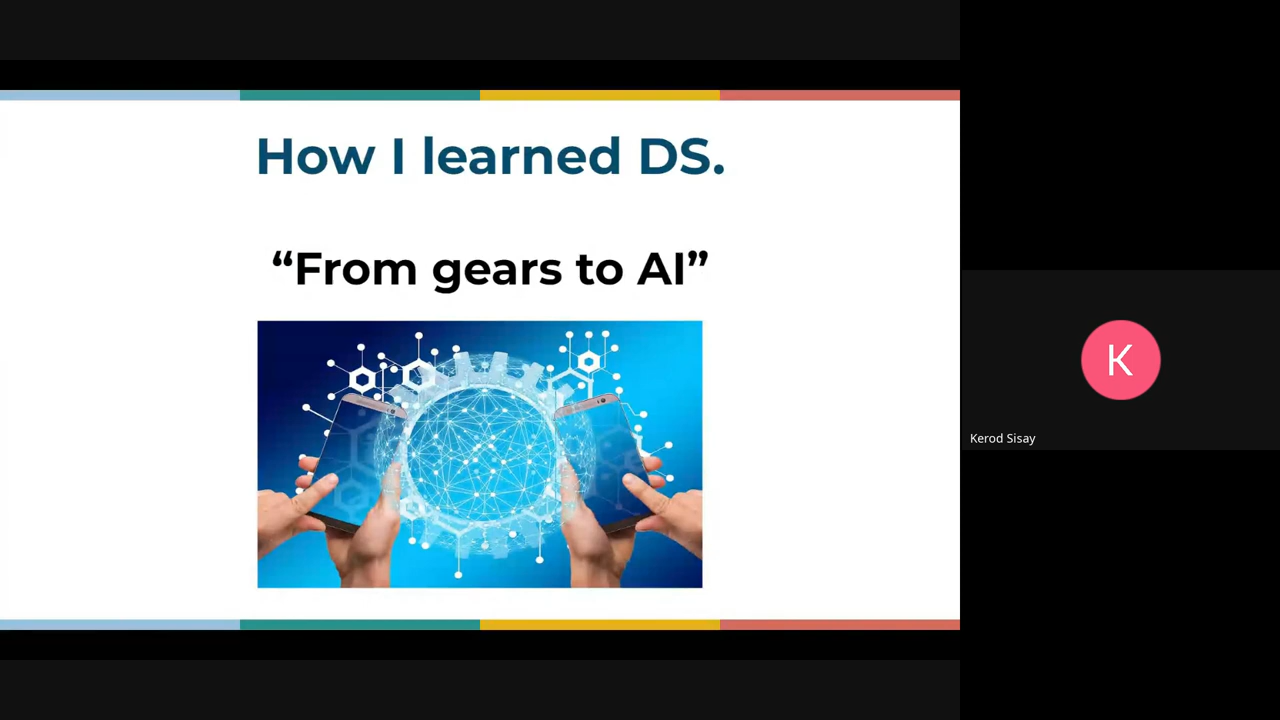 How I learned DS.
“From gears to AI”
K
Kerod Sisay